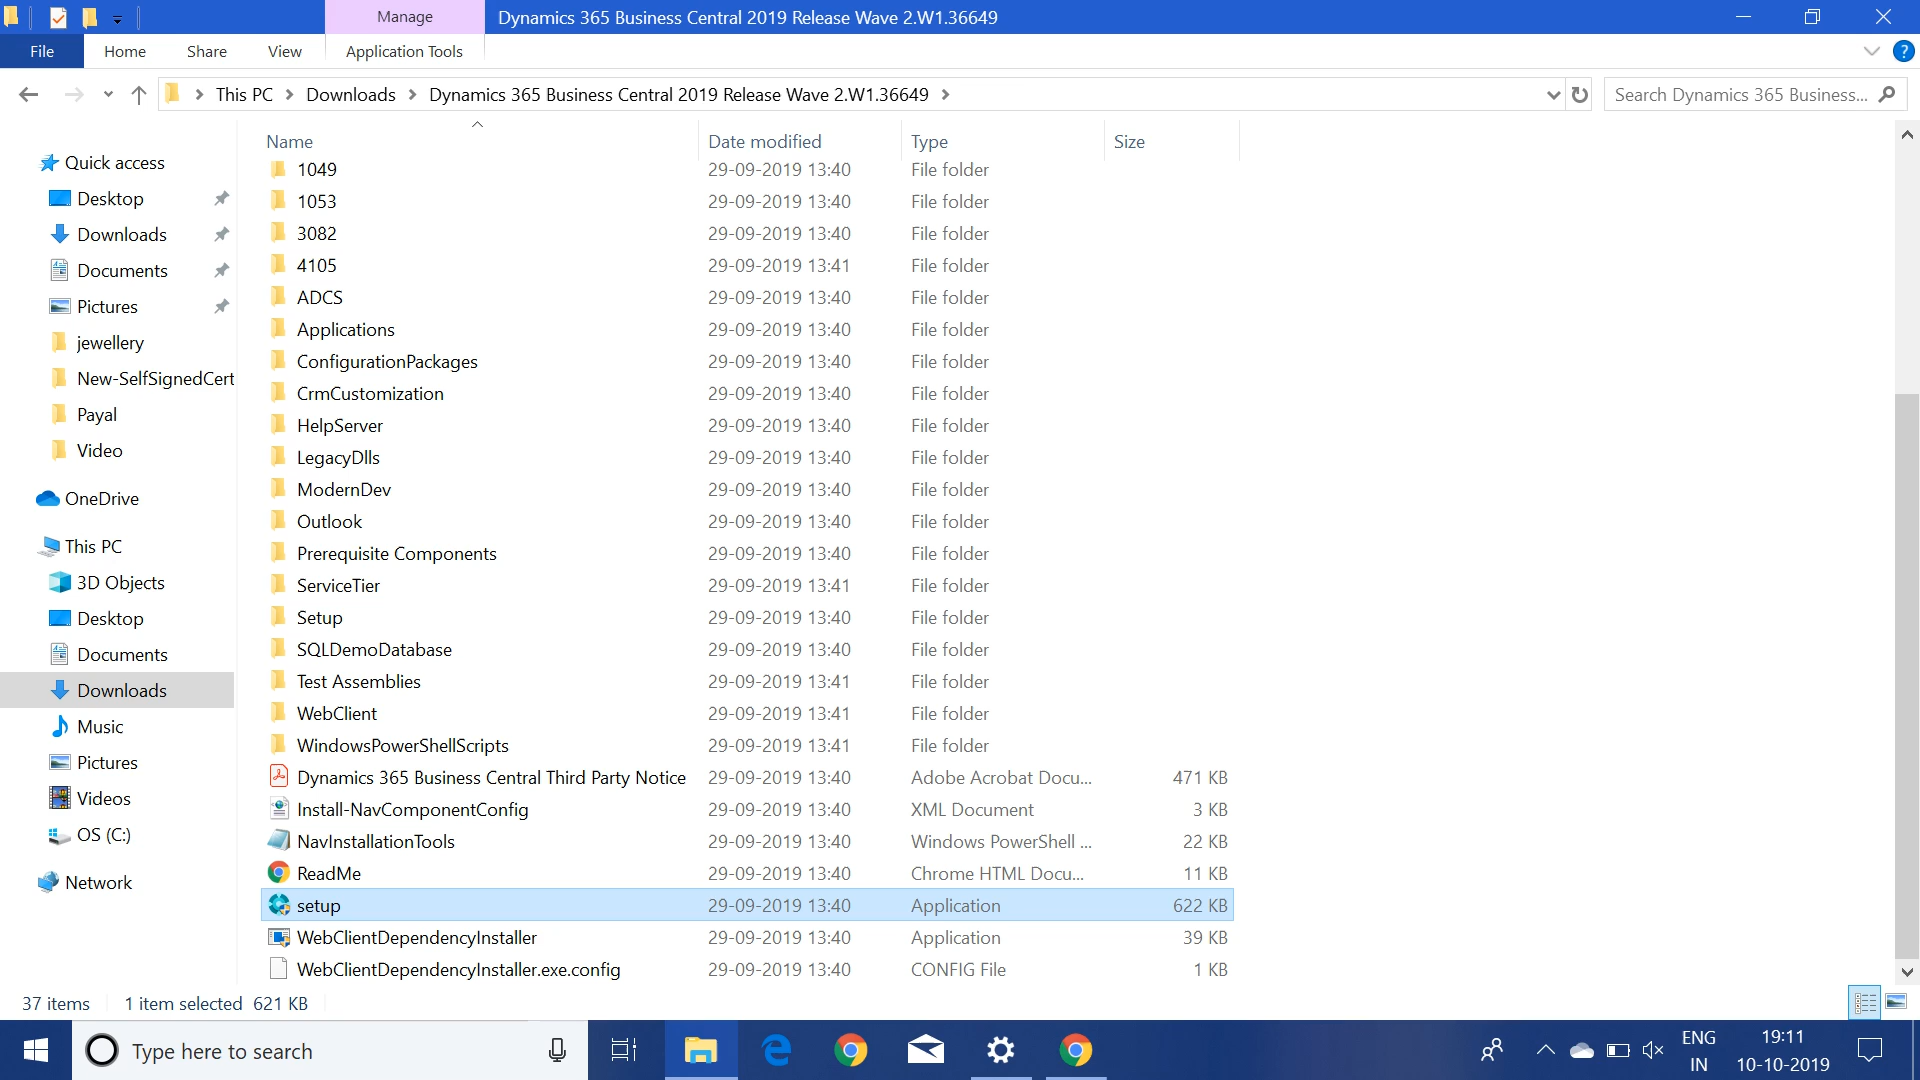 Manage
Dynamics 365 Business Central 2019 Release Wave 2.W1.36649
File
Home
Share
View
Application Tools
This PC
Downloads
Dynamics 365 Business Central 2019 Release Wave 2.W1.36649
Search Dynamics 365 Business...
Name
Date modified
Type
Size
Quick access
Desktop
Downloads
Documents
Pictures
jewellery
New-SelfSignedCert
Payal
Video
OneDrive
This PC
3D Objects
Desktop
Documents
Downloads
Music
Pictures
Videos
OS (C:)
Network
1049 29-09-2019 13:40 File folder
1053 29-09-2019 13:40 File folder
3082 29-09-2019 13:40 File folder
4105 29-09-2019 13:41 File folder
ADCS 29-09-2019 13:40 File folder
Applications 29-09-2019 13:40 File folder
ConfigurationPackages 29-09-2019 13:40 File folder
CrmCustomization 29-09-2019 13:40 File folder
HelpServer 29-09-2019 13:40 File folder
LegacyDlls 29-09-2019 13:40 File folder
ModernDev 29-09-2019 13:40 File folder
Outlook 29-09-2019 13:40 File folder
Prerequisite Components 29-09-2019 13:40 File folder
ServiceTier 29-09-2019 13:41 File folder
Setup 29-09-2019 13:40 File folder
SQLDemoDatabase 29-09-2019 13:40 File folder
Test Assemblies 29-09-2019 13:41 File folder
WebClient 29-09-2019 13:41 File folder
WindowsPowerShellScripts 29-09-2019 13:41 File folder
Dynamics 365 Business Central Third Party Notice 29-09-2019 13:40 Adobe Acrobat Docu... 471 KB
Install-NavComponentConfig 29-09-2019 13:40 XML Document 3 KB
NavInstallationTools 29-09-2019 13:40 Windows PowerShell ... 22 KB
ReadMe 29-09-2019 13:40 Chrome HTML Docu... 11 KB
setup 29-09-2019 13:40 Application 622 KB
WebClientDependencyInstaller 29-09-2019 13:40 Application 39 KB
WebClientDependencyInstaller.exe.config 29-09-2019 13:40 CONFIG File 1 KB
37 items
1 item selected 621 KB
Type here to search
ENG
IN
19:11
10-10-2019